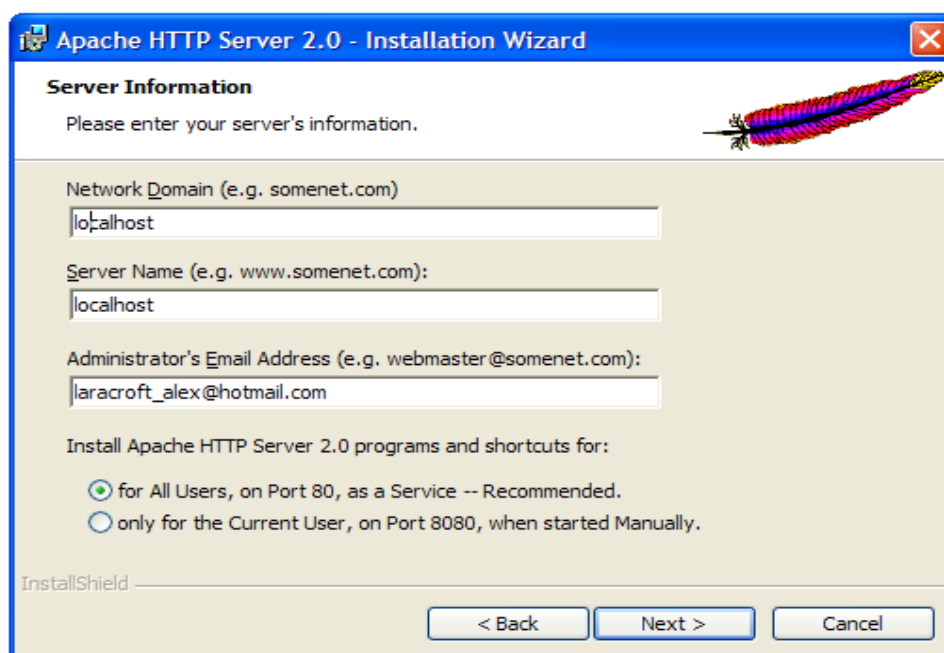 Apache HTTP Server 2.0 - Installation Wizard
Server Information
Please enter your server's information.
Network Domain (e.g. somenet.com)
localhost
Server Name (e.g. www.somenet.com):
localhost
Administrator's Email Address (e.g. webmaster@somenet.com):
laracroft_alex@hotmail.com
Install Apache HTTP Server 2.0 programs and shortcuts for:
for All Users, on Port 80, as a Service -- Recommended.
only for the Current User, on Port 8080, when started Manually.
InstallShield
< Back Next > Cancel